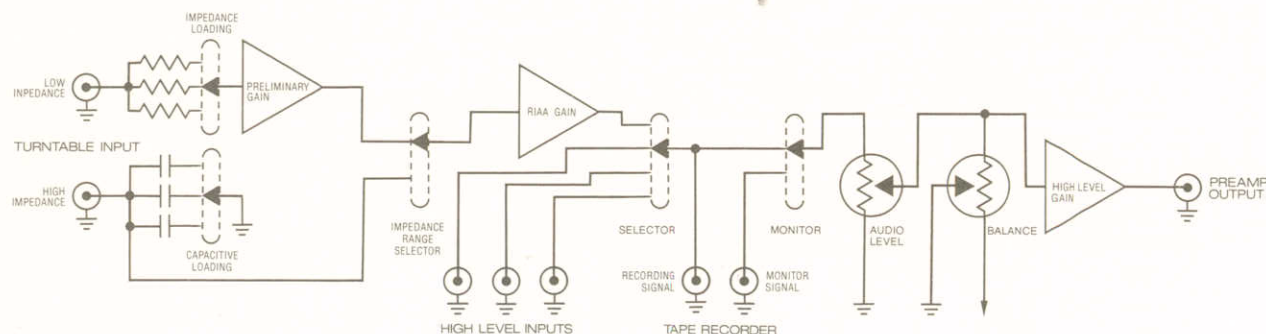 IMPEDANCE
LOADING
LOW
INPEDANCE
PRELIMINARY
GAIN
TURNTABLE INPUT
HIGH
IMPEDANCE
CAPACITIVE
LOADING
IMPEDANCE
RANGE
SELECTOR
RIAA GAIN
HIGH LEVEL INPUTS
SELECTOR
RECORDING
SIGNAL
TAPE RECORDER
MONITOR
MONITOR
SIGNAL
AUDIO
LEVEL
BALANCE
HIGH LEVEL
GAIN
PREAMP
OUTPUT